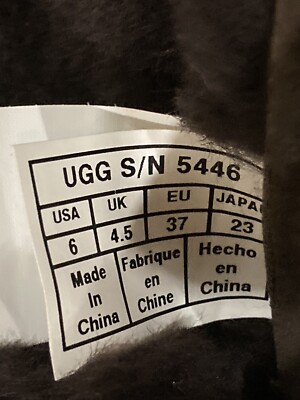 UGG S/N 5446
USA UK EU JAPAN
6 4.5 37 23
Made Fabrique Hecho
In en en
China Chine China